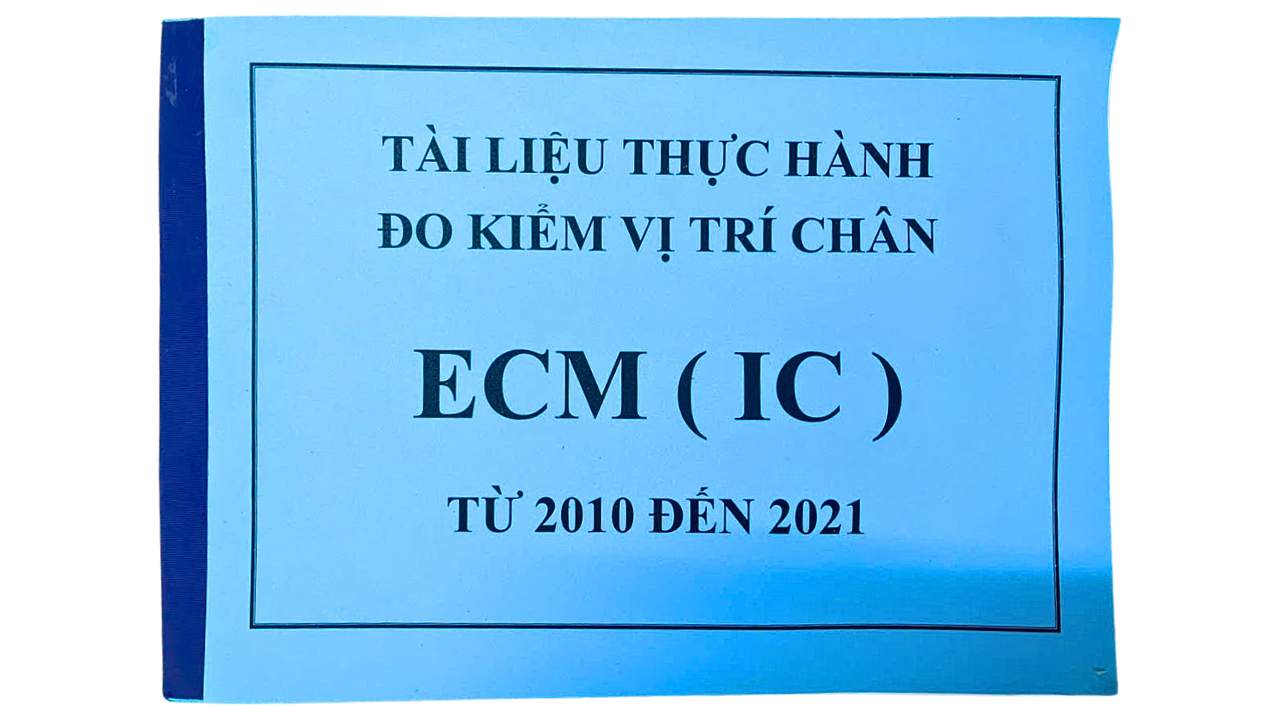 TÀI LIỆU THỰC HÀNH
ĐO KIỂM VỊ TRÍ CHÂN
ECM ( IC )
TỪ 2010 ĐẾN 2021